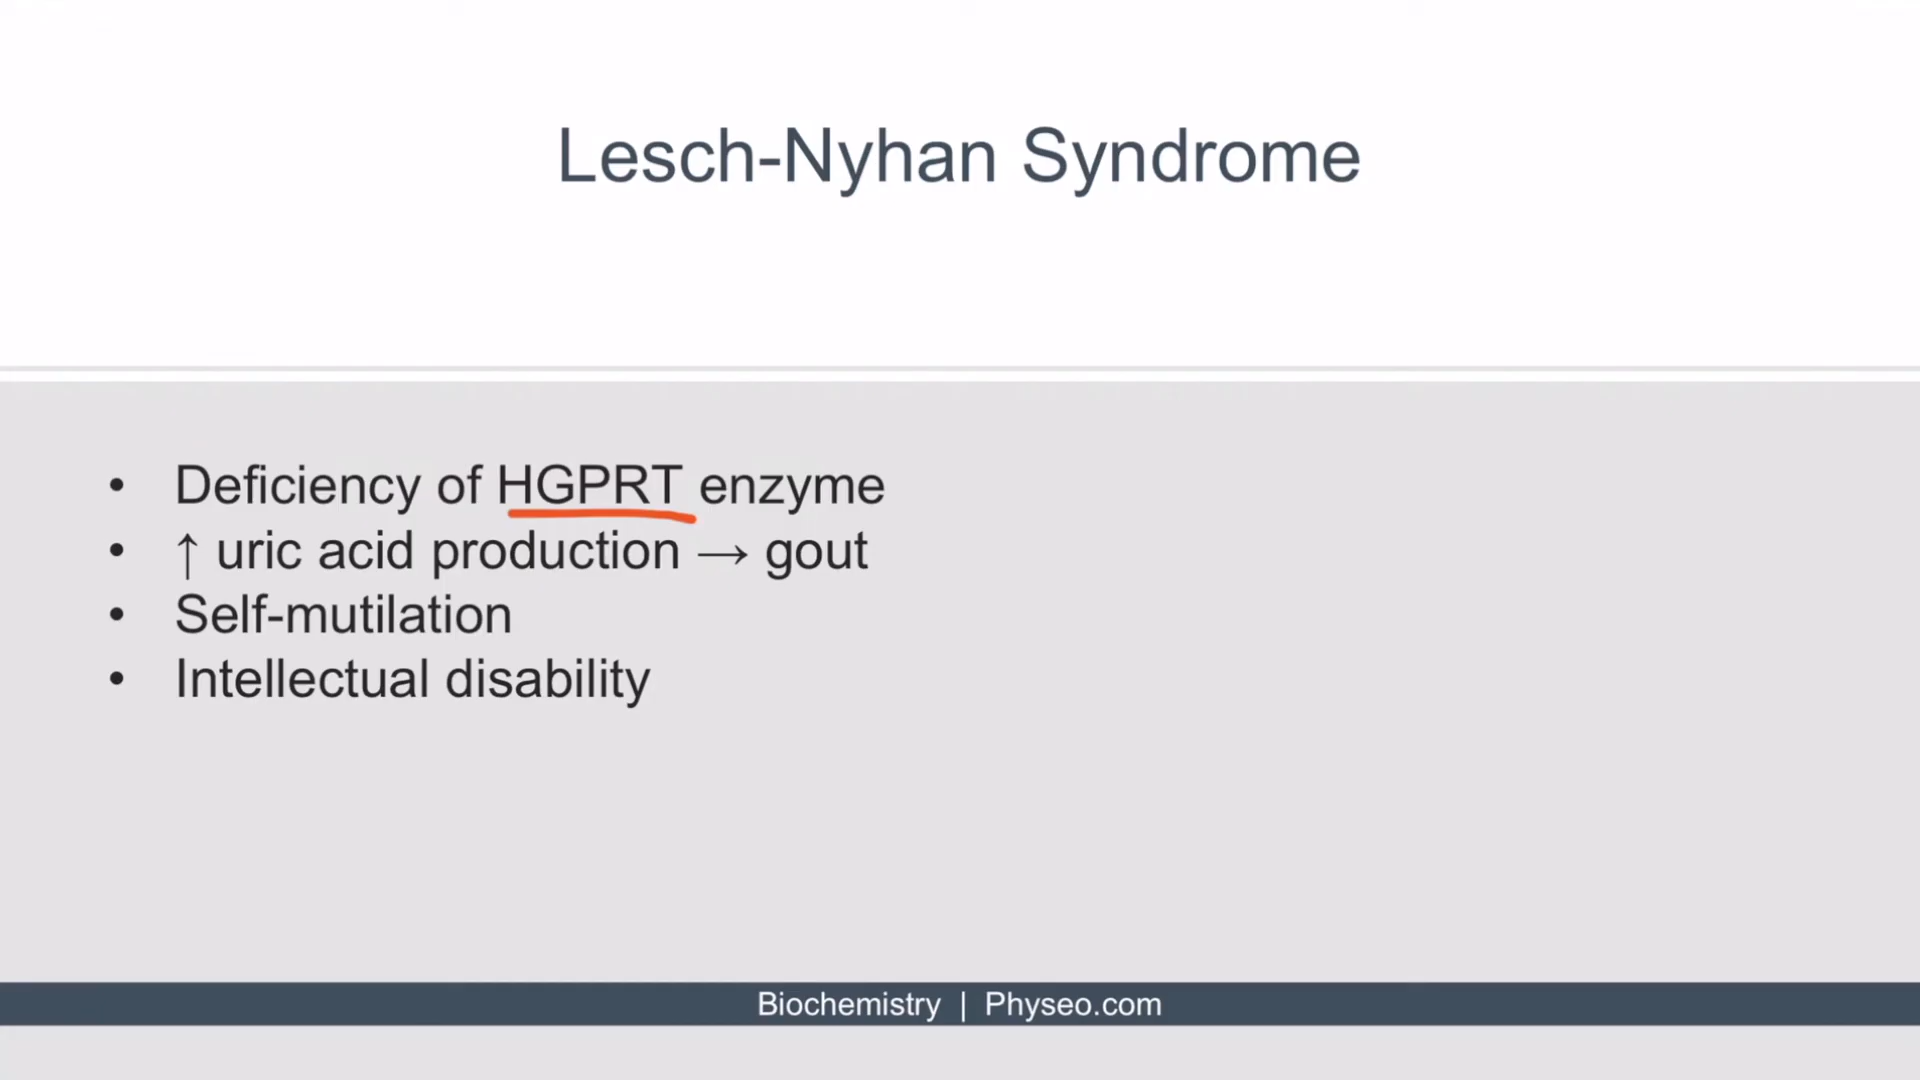 Lesch-Nyhan Syndrome
• Deficiency of HGPRT enzyme
• ↑ uric acid production → gout
• Self-mutilation
• Intellectual disability
Biochemistry | Physeo.com